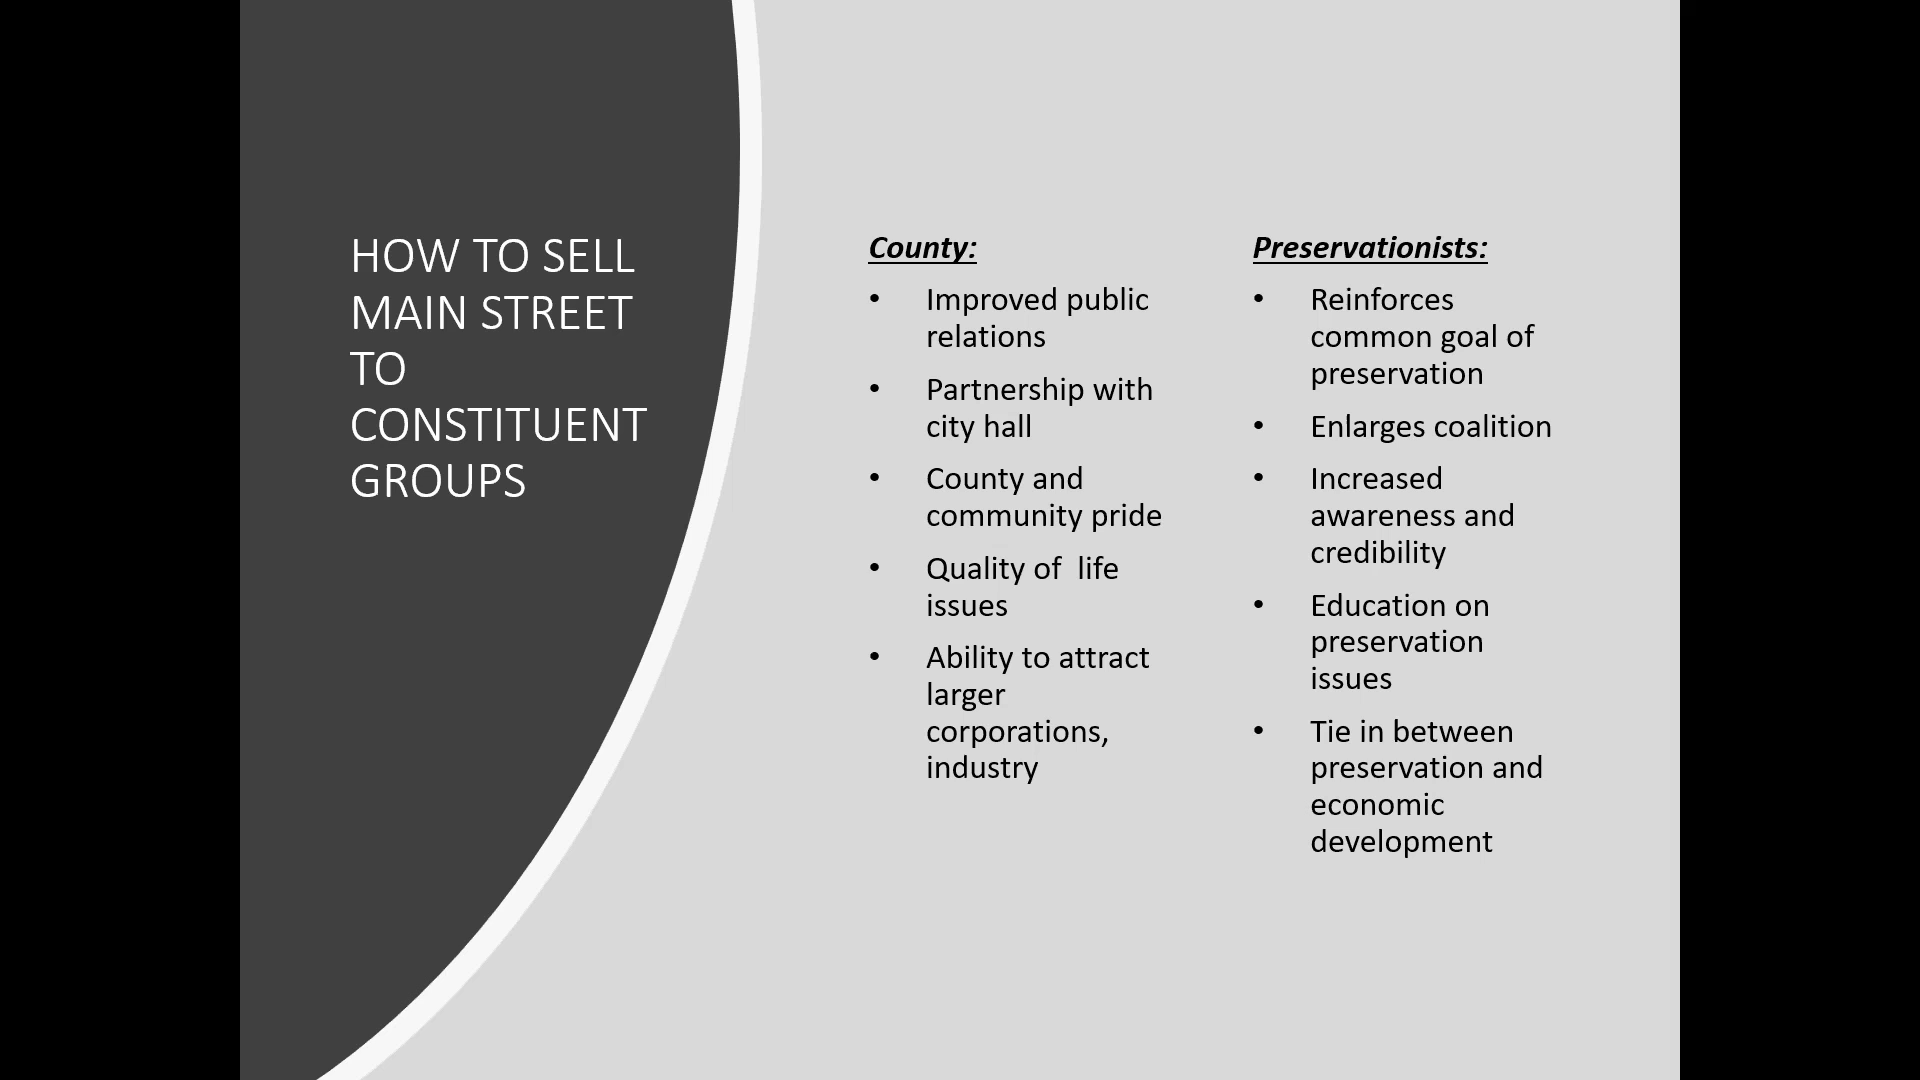 HOW TO SELL
MAIN STREET
TO
CONSTITUENT
GROUPS
County:
• Improved public
relations
• Partnership with
city hall
• County and
community pride
• Quality of  life
issues
• Ability to attract
larger
corporations,
industry
Preservationists:
• Reinforces
common goal of
preservation
• Enlarges coalition
• Increased
awareness and
credibility
• Education on
preservation
issues
• Tie in between
preservation and
economic
development